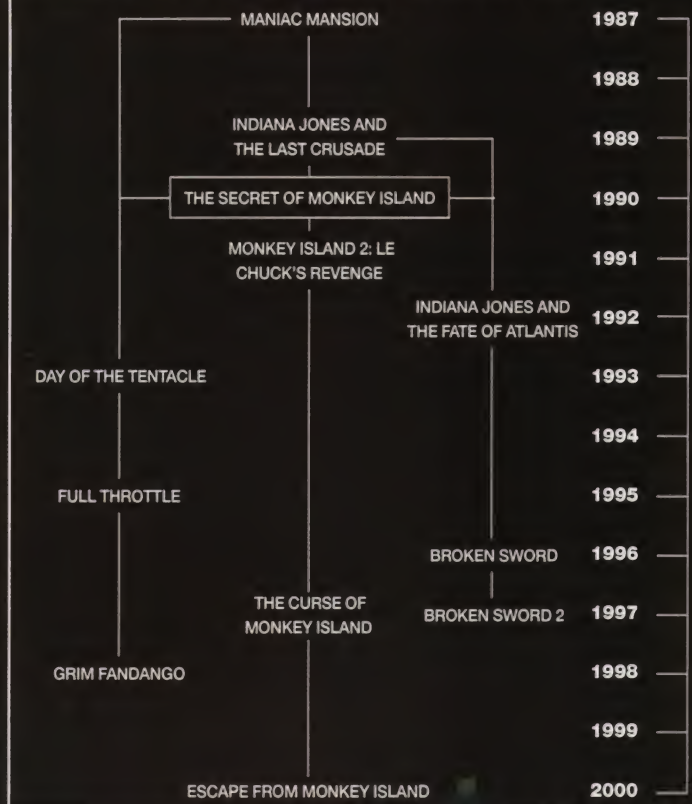 MANIAC MANSION 1987
1988
INDIANA JONES AND
THE LAST CRUSADE
1989
THE SECRET OF MONKEY ISLAND 1990
MONKEY ISLAND 2: LE
CHUCK'S REVENGE
1991
INDIANA JONES AND
THE FATE OF ATLANTIS
1992
DAY OF THE TENTACLE 1993
1994
FULL THROTTLE 1995
BROKEN SWORD 1996
THE CURSE OF
MONKEY ISLAND
BROKEN SWORD 2 1997
GRIM FANDANGO 1998
1999
ESCAPE FROM MONKEY ISLAND 2000